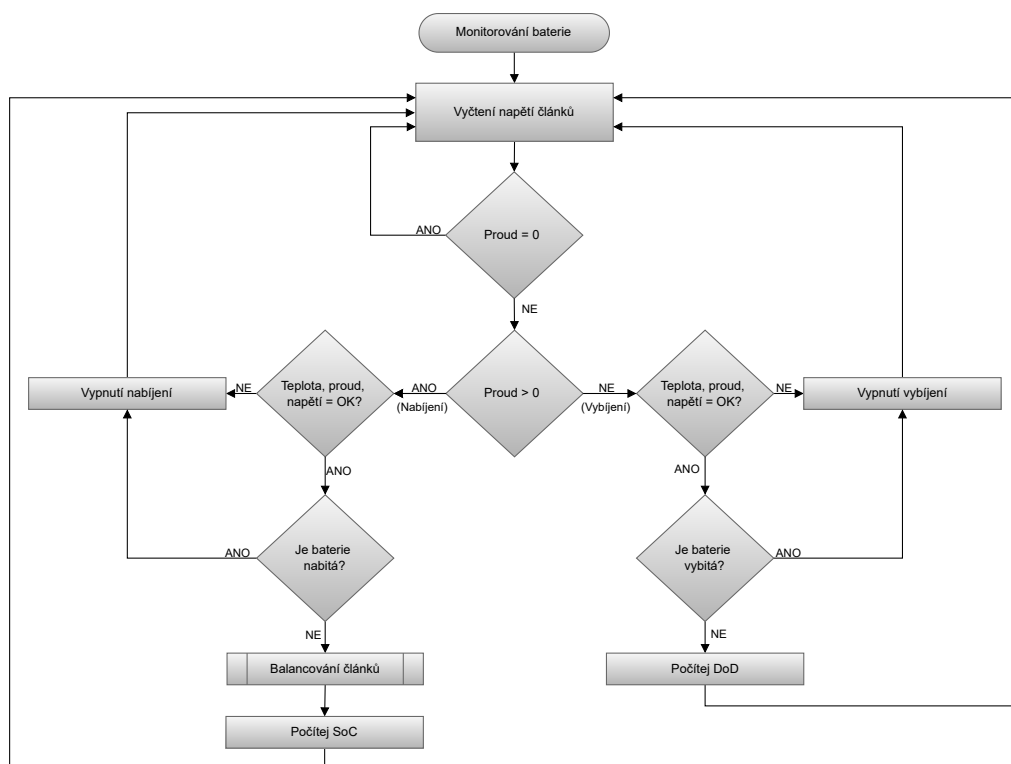 Monitorování baterie
Vyčtení napětí článků
ANO
Proud = 0
NE
Vypnutí nabíjení
NE
Teplota, proud,
napětí = OK?
ANO
(Nabíjení)
Proud > 0
NE
(Vybíjení)
Teplota, proud,
napětí = OK?
NE
Vypnutí vybíjení
ANO
ANO
ANO
Je baterie
nabitá?
Je baterie
vybitá?
ANO
NE
NE
Balancování článků
Počítej DoD
Počítej SoC